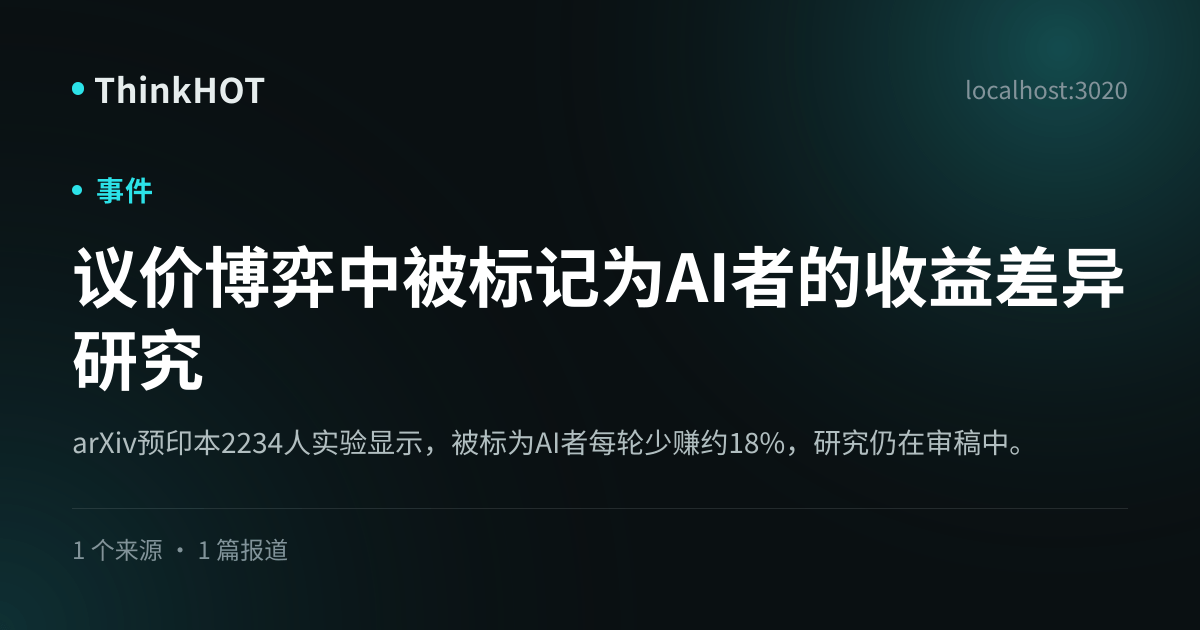 ThinkHOT
localhost:3020
事件
议价博弈中被标记为AI者的收益差异
研究
arXiv预印本2234人实验显示，被标为AI者每轮少赚约18%，研究仍在审稿中。
1 个来源 · 1 篇报道